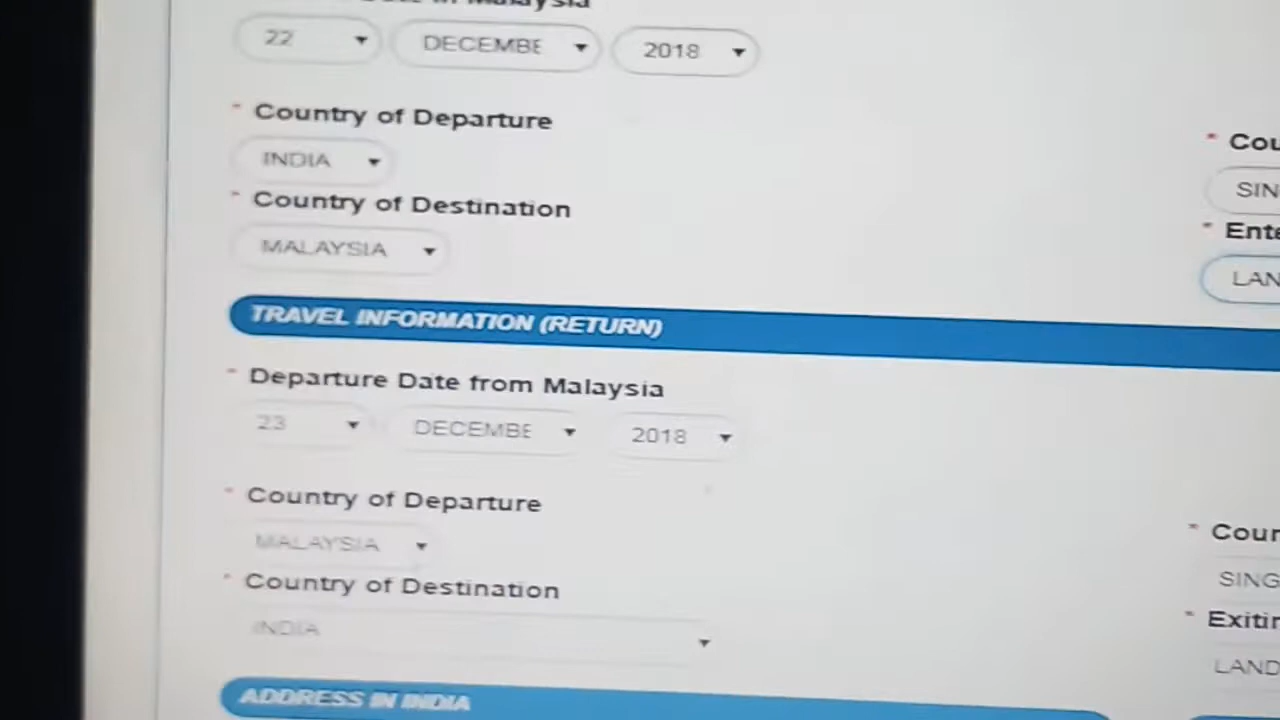 in Malaysia
22 DECEMBE 2018
* Country of Departure
INDIA
* Cou
SIN
* Country of Destination
MALAYSIA
* Ente
LAN
TRAVEL INFORMATION (RETURN)
* Departure Date from Malaysia
23 DECEMBE 2018
* Country of Departure
MALAYSIA
* Cour
SING
* Country of Destination
INDIA
* Exitir
LAND
ADDRESS IN INDIA